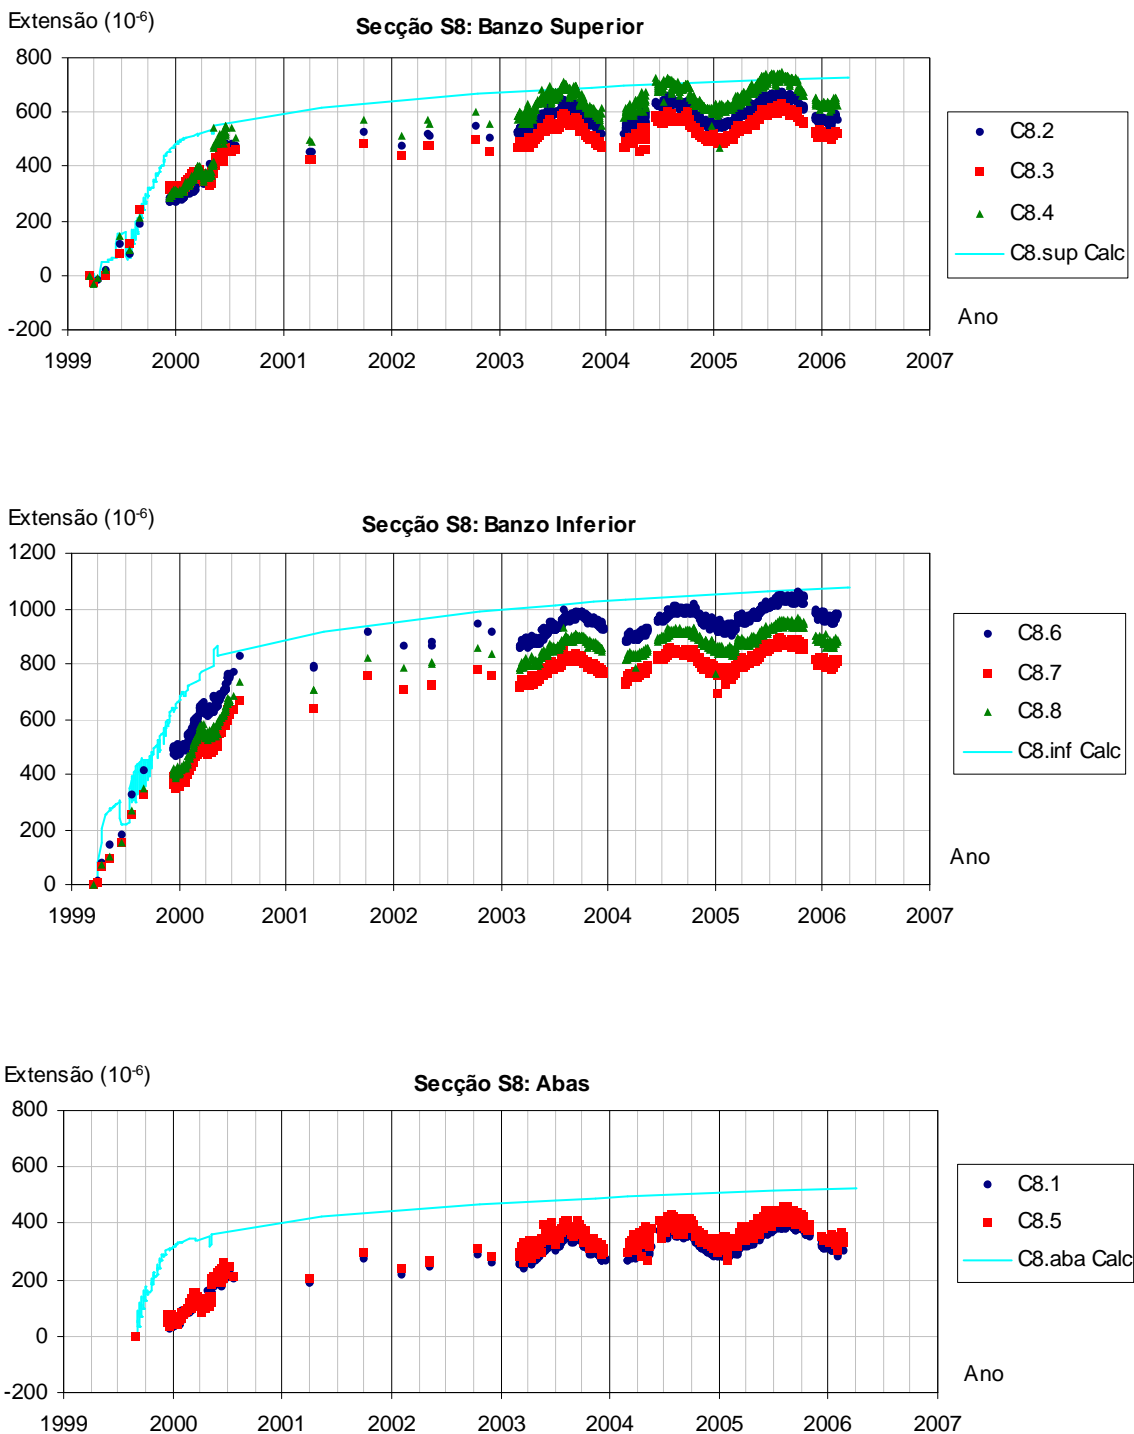 Extensão (10-6)
Secção S8: Banzo Superior
800
600
400
200
0
-200
1999 2000 2001 2002 2003 2004 2005 2006 2007
C8.2
C8.3
C8.4
C8.sup Calc
Ano
Extensão (10-6)
Secção S8: Banzo Inferior
1200
1000
800
600
400
200
0
1999 2000 2001 2002 2003 2004 2005 2006 2007
C8.6
C8.7
C8.8
C8.inf Calc
Ano
Extensão (10-6)
Secção S8: Abas
800
600
400
200
0
-200
1999 2000 2001 2002 2003 2004 2005 2006 2007
C8.1
C8.5
C8.aba Calc
Ano